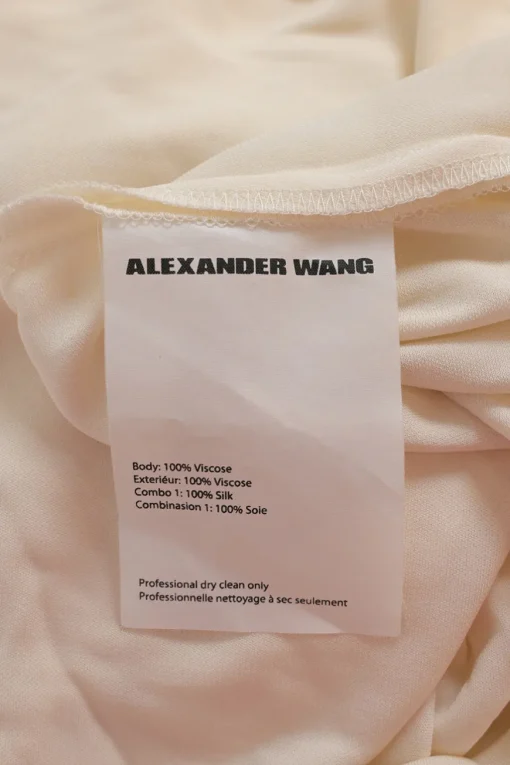 ALEXANDER WANG
Body: 100% Viscose
Exteriéur: 100% Viscose
Combo 1: 100% Silk
Combinasion 1: 100% Soie
Professional dry clean only
Professionnelle nettoyage à sec seulement